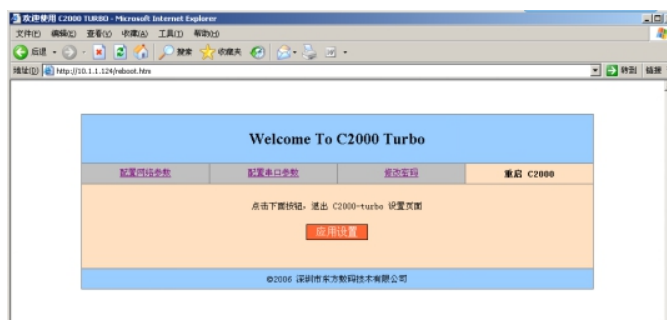 欢迎使用 C2000 TURBO - Microsoft Internet Explorer
文件(F) 编辑(E) 查看(V) 收藏(A) 工具(T) 帮助(H)
后退 搜索 收藏夹
地址(D) http://10.1.1.124/reboot.htm 转到 链接
Welcome To C2000 Turbo
配置网络参数 配置串口参数 修改密码 重启 C2000
点击下面按钮，退出 C2000-turbo 设置页面
应用设置
©2006 深圳市东方数码技术有限公司